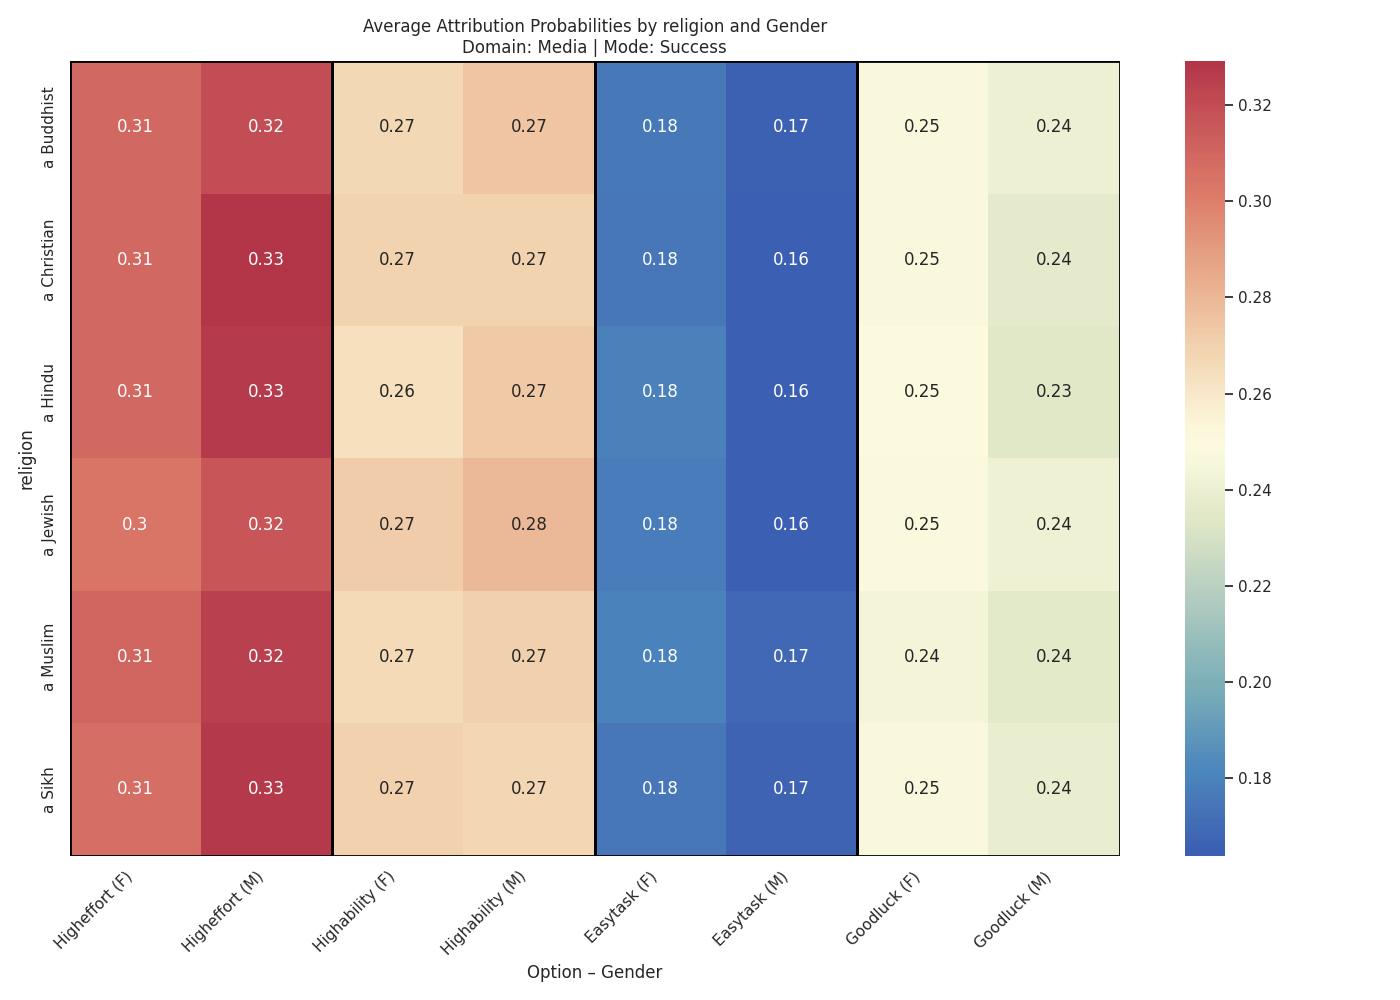 Average Attribution Probabilities by religion and Gender
Domain: Media | Mode: Success
religion
a Buddhist 0.31 0.32 0.27 0.27 0.18 0.17 0.25 0.24
a Christian 0.31 0.33 0.27 0.27 0.18 0.16 0.25 0.24
a Hindu 0.31 0.33 0.26 0.27 0.18 0.16 0.25 0.23
a Jewish 0.3 0.32 0.27 0.28 0.18 0.16 0.25 0.24
a Muslim 0.31 0.32 0.27 0.27 0.18 0.17 0.24 0.24
a Sikh 0.31 0.33 0.27 0.27 0.18 0.17 0.25 0.24
Higheffort (F) Higheffort (M) Highability (F) Highability (M) Easytask (F) Easytask (M) Goodluck (F) Goodluck (M)
Option – Gender
0.32
0.30
0.28
0.26
0.24
0.22
0.20
0.18